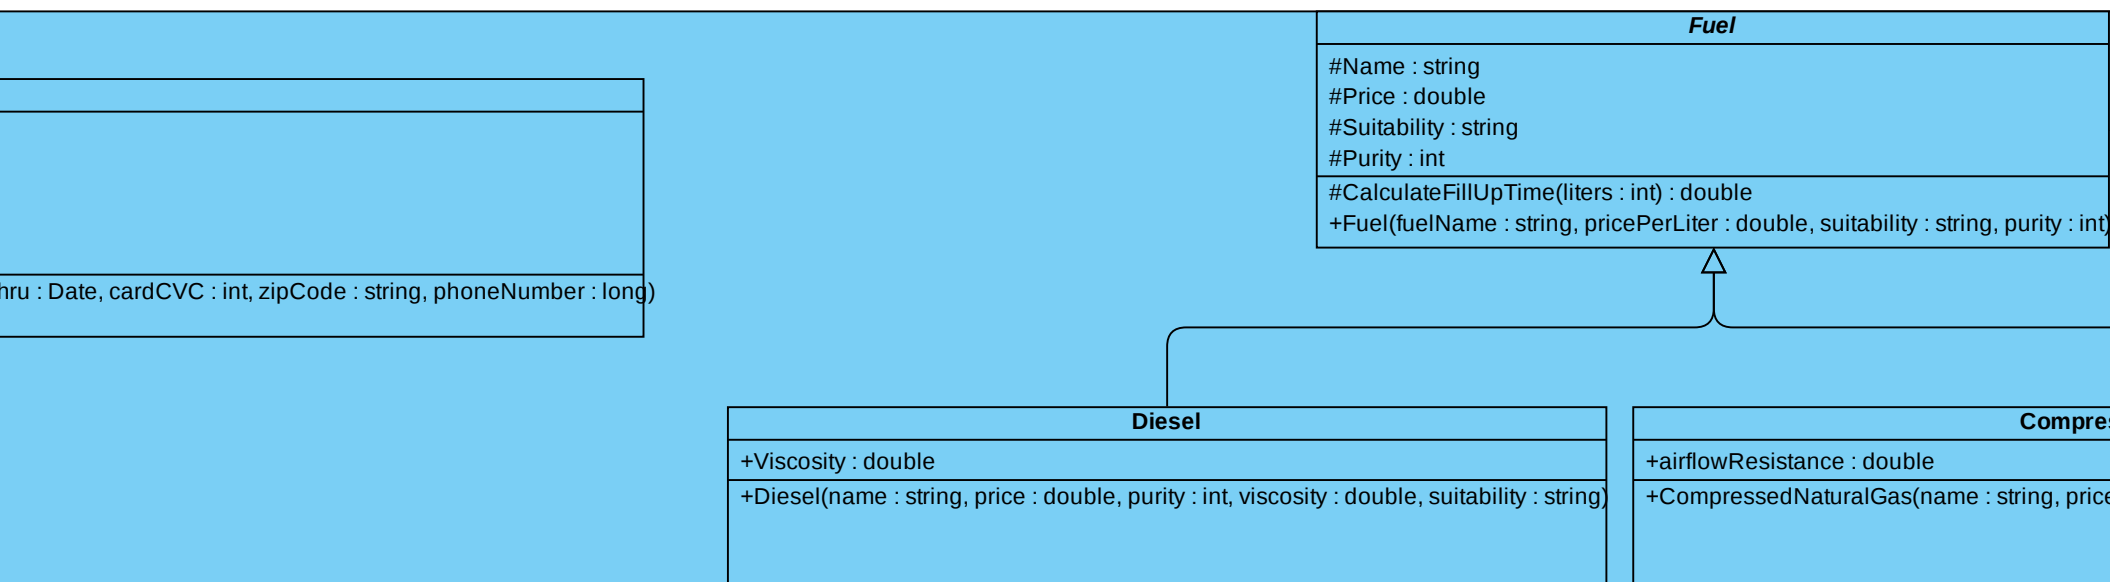 Fuel
#Name : string
#Price : double
#Suitability : string
#Purity : int
#CalculateFillUpTime(liters : int) : double
+Fuel(fuelName : string, pricePerLiter : double, suitability : string, purity : int)
: Date, cardCVC : int, zipCode : string, phoneNumber : long)
Diesel
+Viscosity : double
+Diesel(name : string, price : double, purity : int, viscosity : double, suitability : string)
+airflowResistance : double
+CompressedNaturalGas(name : string, price